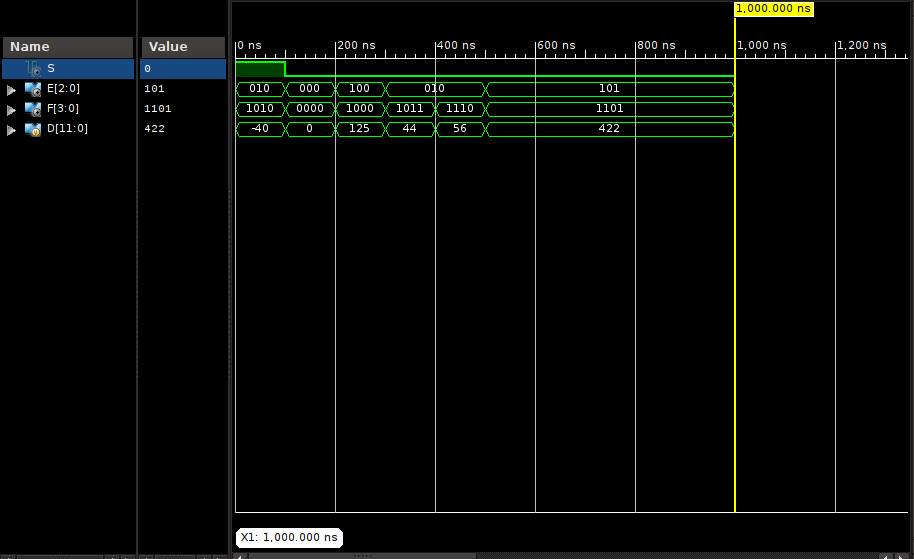 1,000.000 ns
Name Value 0 ns 200 ns 400 ns 600 ns 800 ns 1,000 ns 1,200 ns
S 0
E[2:0] 101 010 000 100 010 101
F[3:0] 1101 1010 0000 1000 1011 1110 1101
D[11:0] 422 -40 0 125 44 56 422
X1: 1,000.000 ns